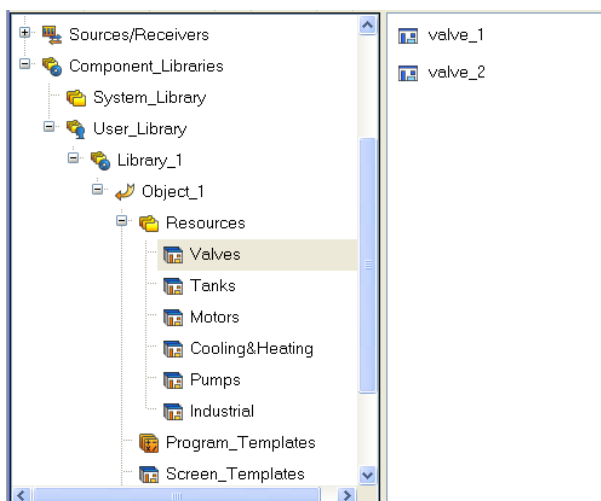 Sources/Receivers
Component_Libraries
System_Library
User_Library
Library_1
Object_1
Resources
Valves
Tanks
Motors
Cooling&Heating
Pumps
Industrial
Program_Templates
Screen_Templates
valve_1
valve_2